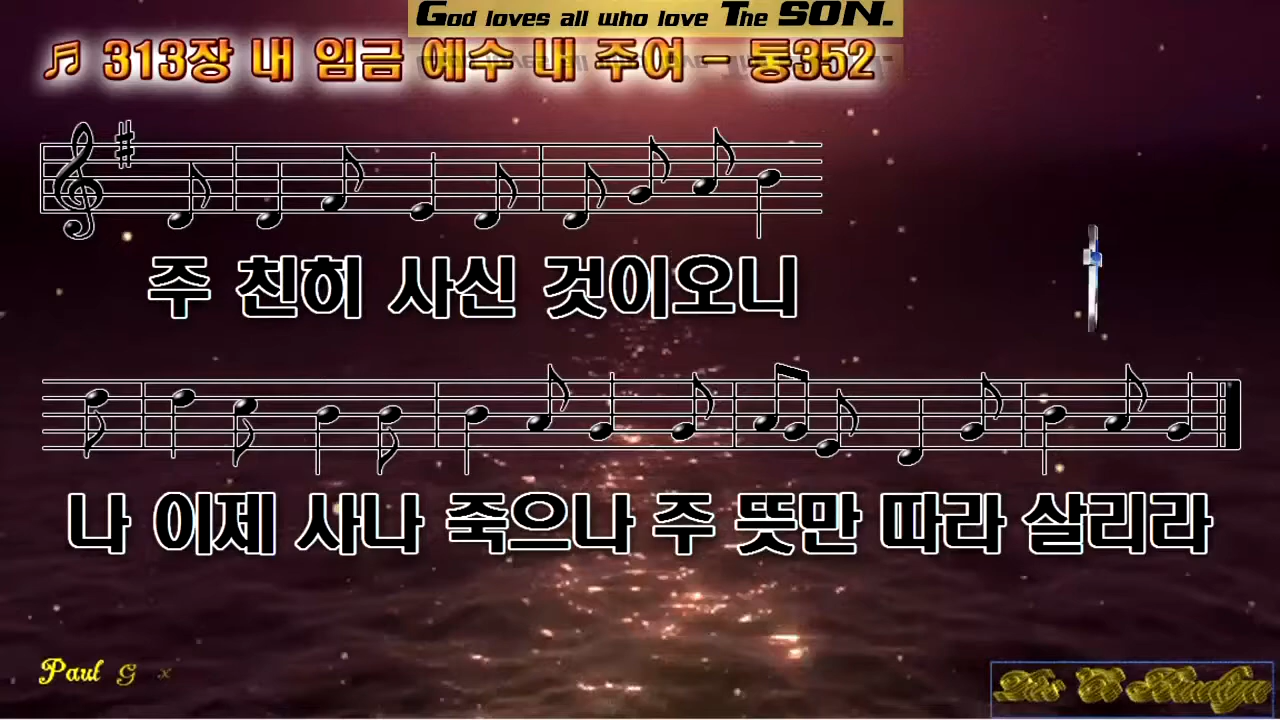 God loves all who love The SON.
♬ 313장 내 임금 예수 내 주여 - 통352
주 친히 사신 것이오니
나 이제 사나 죽으나 주 뜻만 따라 살리라
Paul G